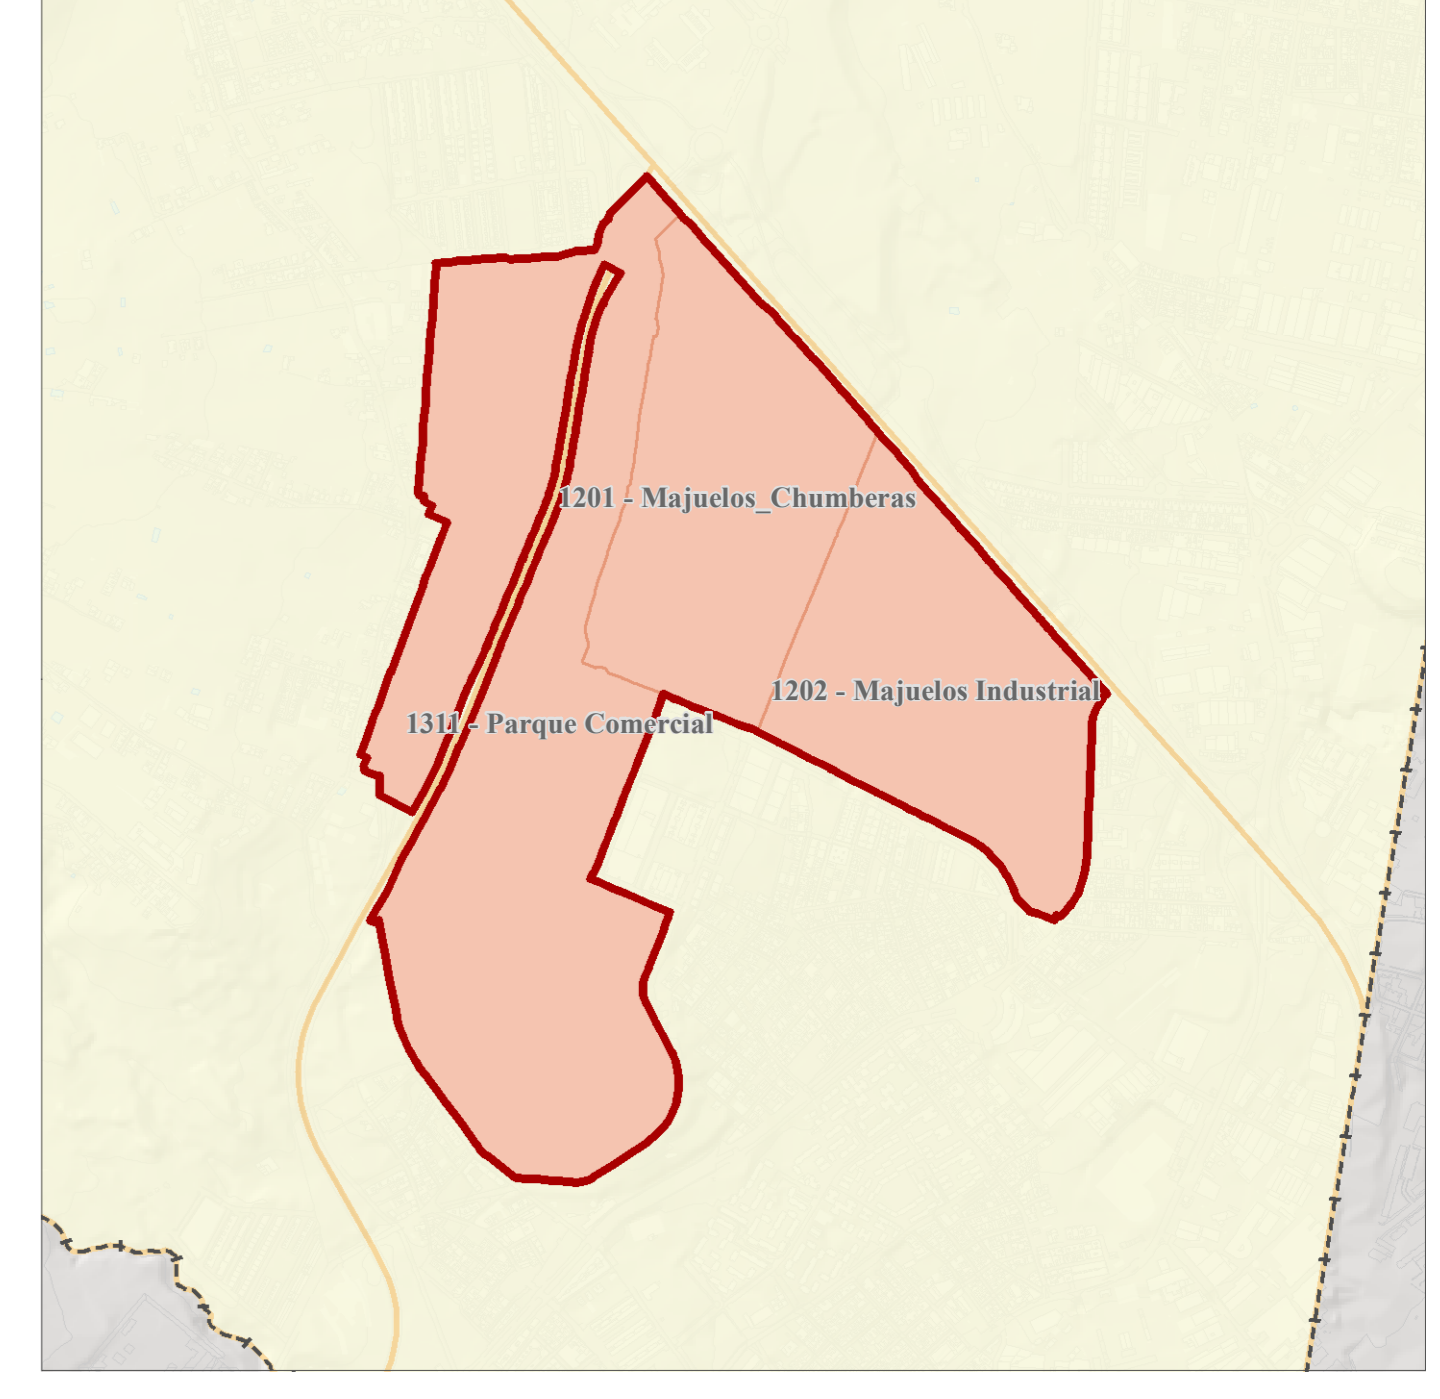 1201 - Majuelos_Chumberas
1202 - Majuelos Industrial
1311 - Parque Comercial